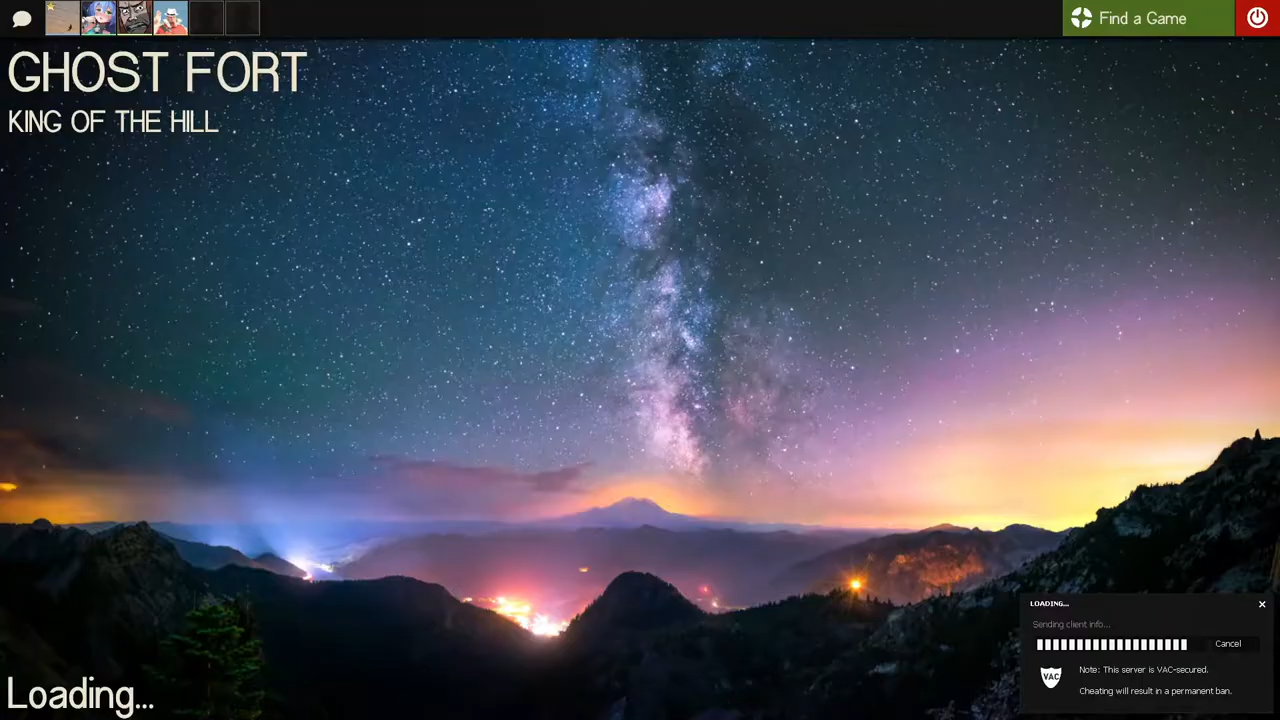 Find a Game
GHOST FORT
KING OF THE HILL
LOADING...
Sending client info...
Cancel
VAC
Note: This server is VAC-secured.
Cheating will result in a permanent ban.
Loading...